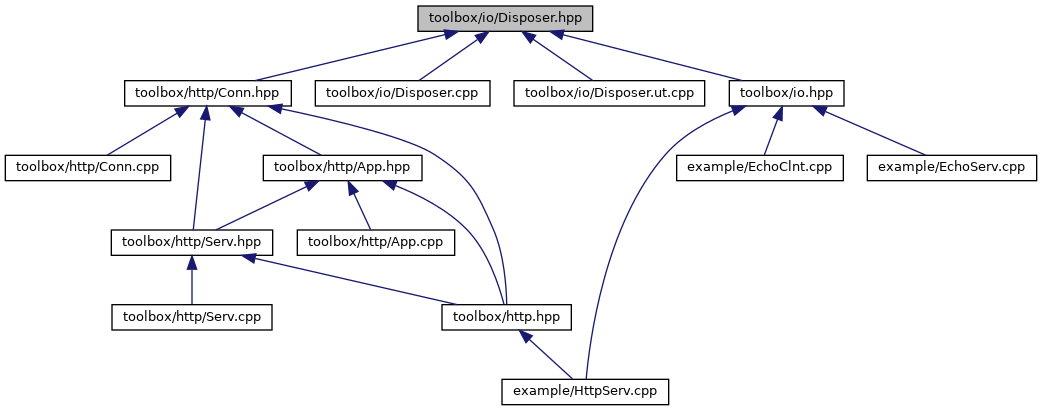 toolbox/io/Disposer.hpp
toolbox/http/Conn.hpp
toolbox/io/Disposer.cpp
toolbox/io/Disposer.ut.cpp
toolbox/io.hpp
toolbox/http/Conn.cpp
toolbox/http/App.hpp
example/EchoClnt.cpp
example/EchoServ.cpp
toolbox/http/Serv.hpp
toolbox/http/App.cpp
toolbox/http/Serv.cpp
toolbox/http.hpp
example/HttpServ.cpp